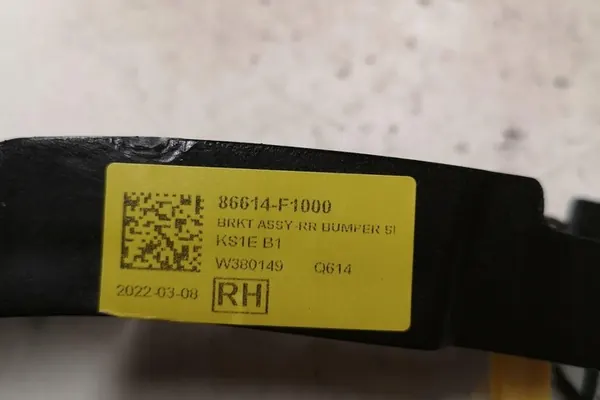 86614-F1000
BRKT ASSY-RR BUMPER SI
KS1E B1
W380149 Q614
2022-03-08 RH